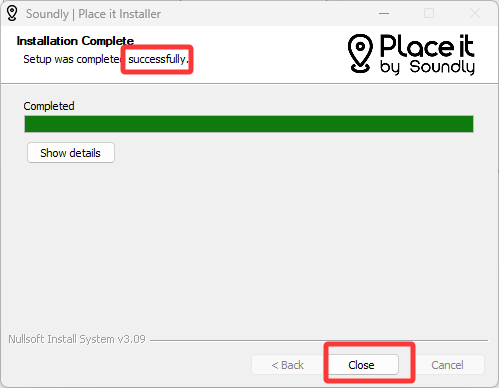 Soundly | Place it Installer
Installation Complete
Setup was completed successfully.
Place it
by Soundly
Completed
Show details
Nullsoft Install System v3.09
< Back
Close
Cancel